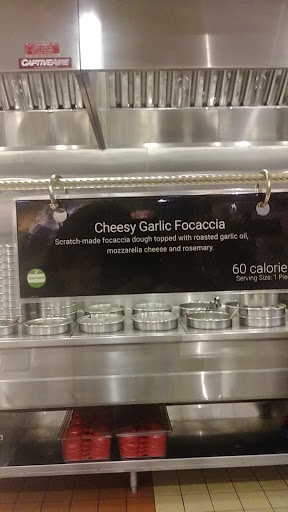 CAPTIVEAIRE
Cheesy Garlic Focaccia
Scratch-made focaccia dough topped with roasted garlic oil,
mozzarella cheese and rosemary.
60 calorie
Serving Size: 1 Pie